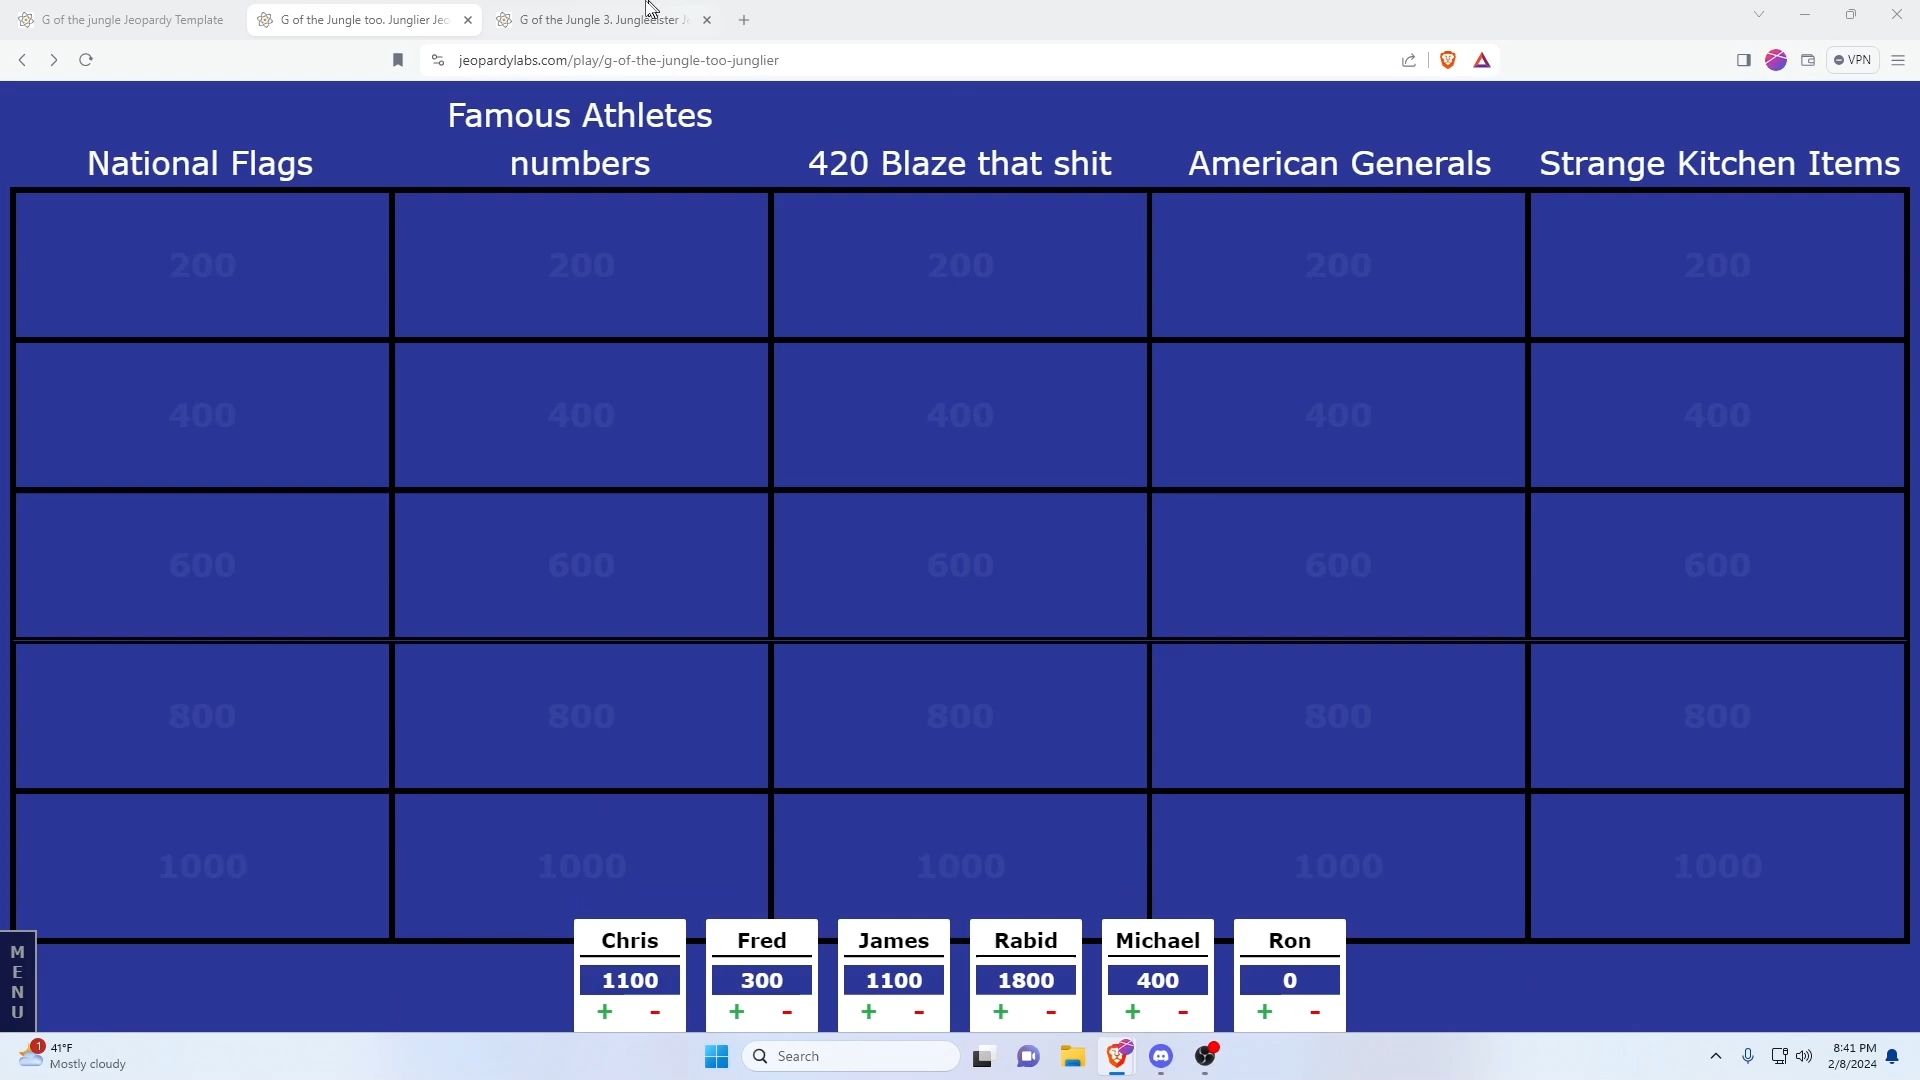 G of the jungle Jeopardy Template
G of the Jungle too. Junglier Jeo
G of the Jungle 3. Jungleeister J
jeopardylabs.com/play/g-of-the-jungle-too-junglier
VPN
National Flags
Famous Athletes
numbers
420 Blaze that shit
American Generals
Strange Kitchen Items
200 200 200 200 200
400 400 400 400 400
600 600 600 600 600
800 800 800 800 800
1000 1000 1000 1000 1000
MENU
Chris Fred James Rabid Michael Ron
1100 300 1100 1800 400 0
+ - + - + - + - + - + -
1
41°F
Mostly cloudy
Search
8:41 PM
2/8/2024